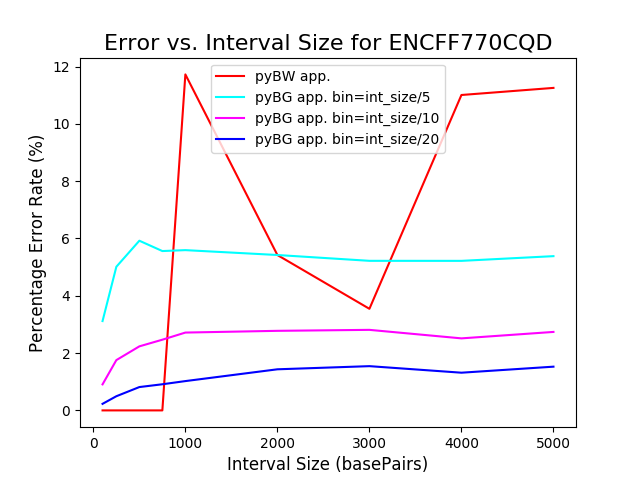 Error vs. Interval Size for ENCFF770CQD
pyBW app.
pyBG app. bin=int_size/5
pyBG app. bin=int_size/10
pyBG app. bin=int_size/20
Percentage Error Rate (%)
12
10
8
6
4
2
0
0 1000 2000 3000 4000 5000
Interval Size (basePairs)